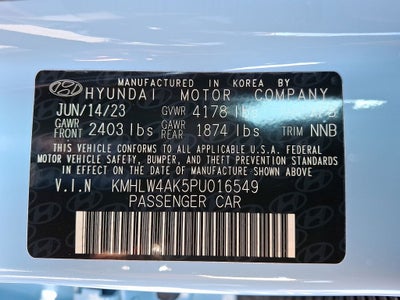 MANUFACTURED IN KOREA BY
HYUNDAI MOTOR COMPANY
JUN/14/23 GVWR 4178 lbs
GAWR FRONT 2403 lbs GAWR REAR 1874 lbs TRIM NNB
THIS VEHICLE CONFORMS TO ALL APPLICABLE U.S.A. FEDERAL
MOTOR VEHICLE SAFETY, BUMPER, AND THEFT PREVENTION STANDARDS
IN EFFECT ON THE DATE OF MANUFACTURE SHOWN ABOVE.
V.I.N KMHLW4AK5PU016549
PASSENGER CAR